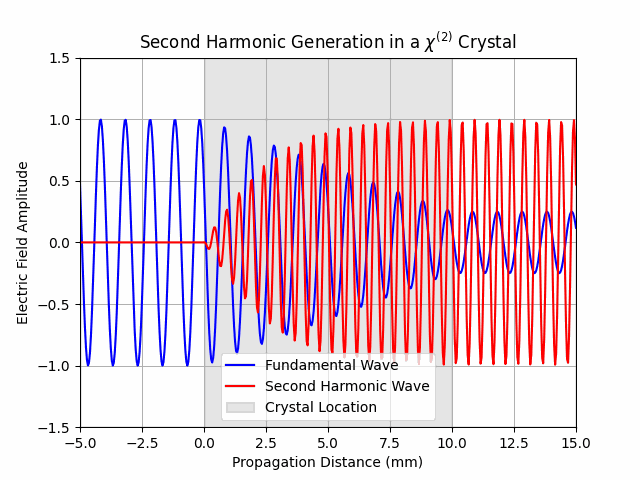 Second Harmonic Generation in a χ(2) Crystal
1.5
1.0
0.5
0.0
−0.5
−1.0
−1.5
Electric Field Amplitude
Fundamental Wave
Second Harmonic Wave
Crystal Location
−5.0 −2.5 0.0 2.5 5.0 7.5 10.0 12.5 15.0
Propagation Distance (mm)